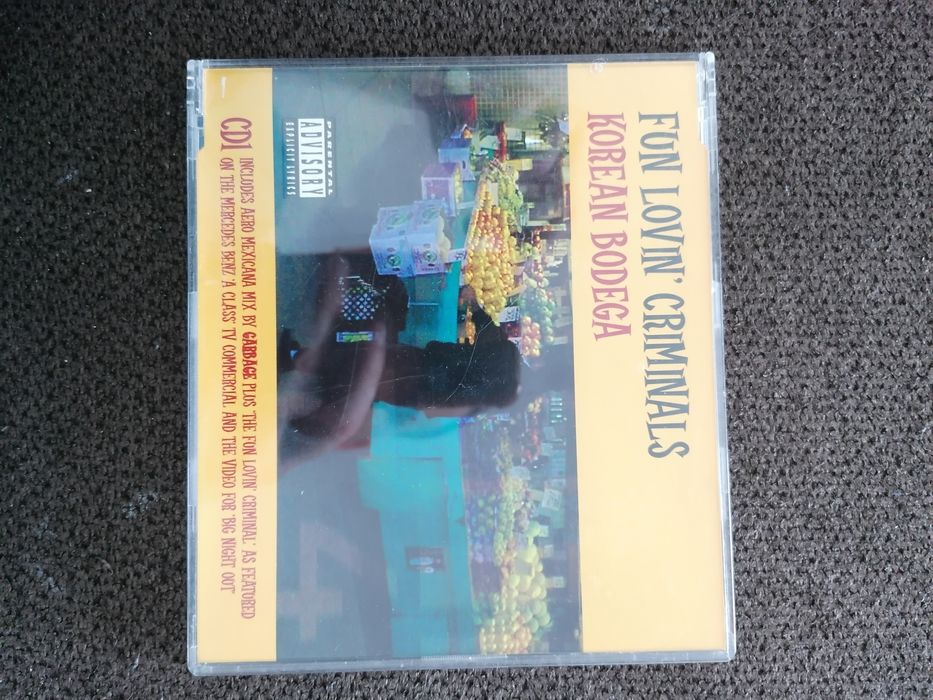 FUN LOVIN' CRIMINALS
KOREAN BODEGA
PARENTAL
ADVISORY
EXPLICIT LYRICS
CD1 INCLUDES AERO MEXICANA MIX BY GARBAGE PLUS 'THE FUN LOVIN' CRIMINAL' AS FEATURED
ON THE MERCEDES BENZ 'A CLASS' TV COMMERCIAL AND THE VIDEO FOR 'BIG NIGHT OUT'